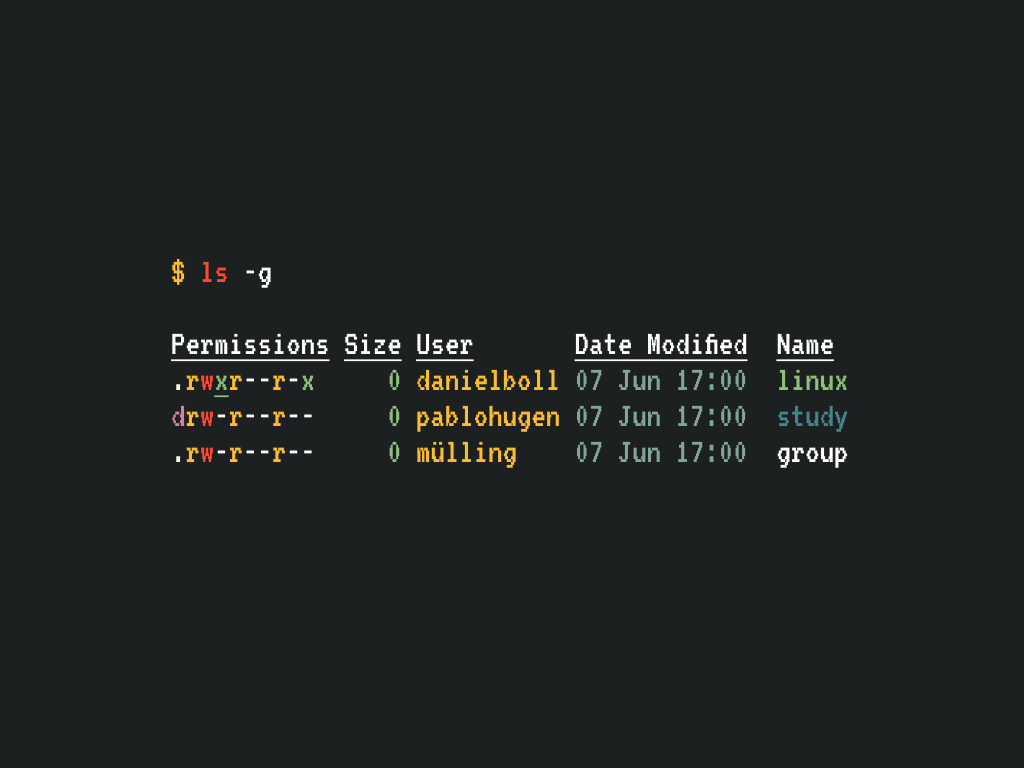 $ ls -g
Permissions Size User Date Modified Name
.rwxr--r-x 0 danielboll 07 Jun 17:00 linux
drw-r--r-- 0 pablohugen 07 Jun 17:00 study
.rw-r--r-- 0 mülling 07 Jun 17:00 group